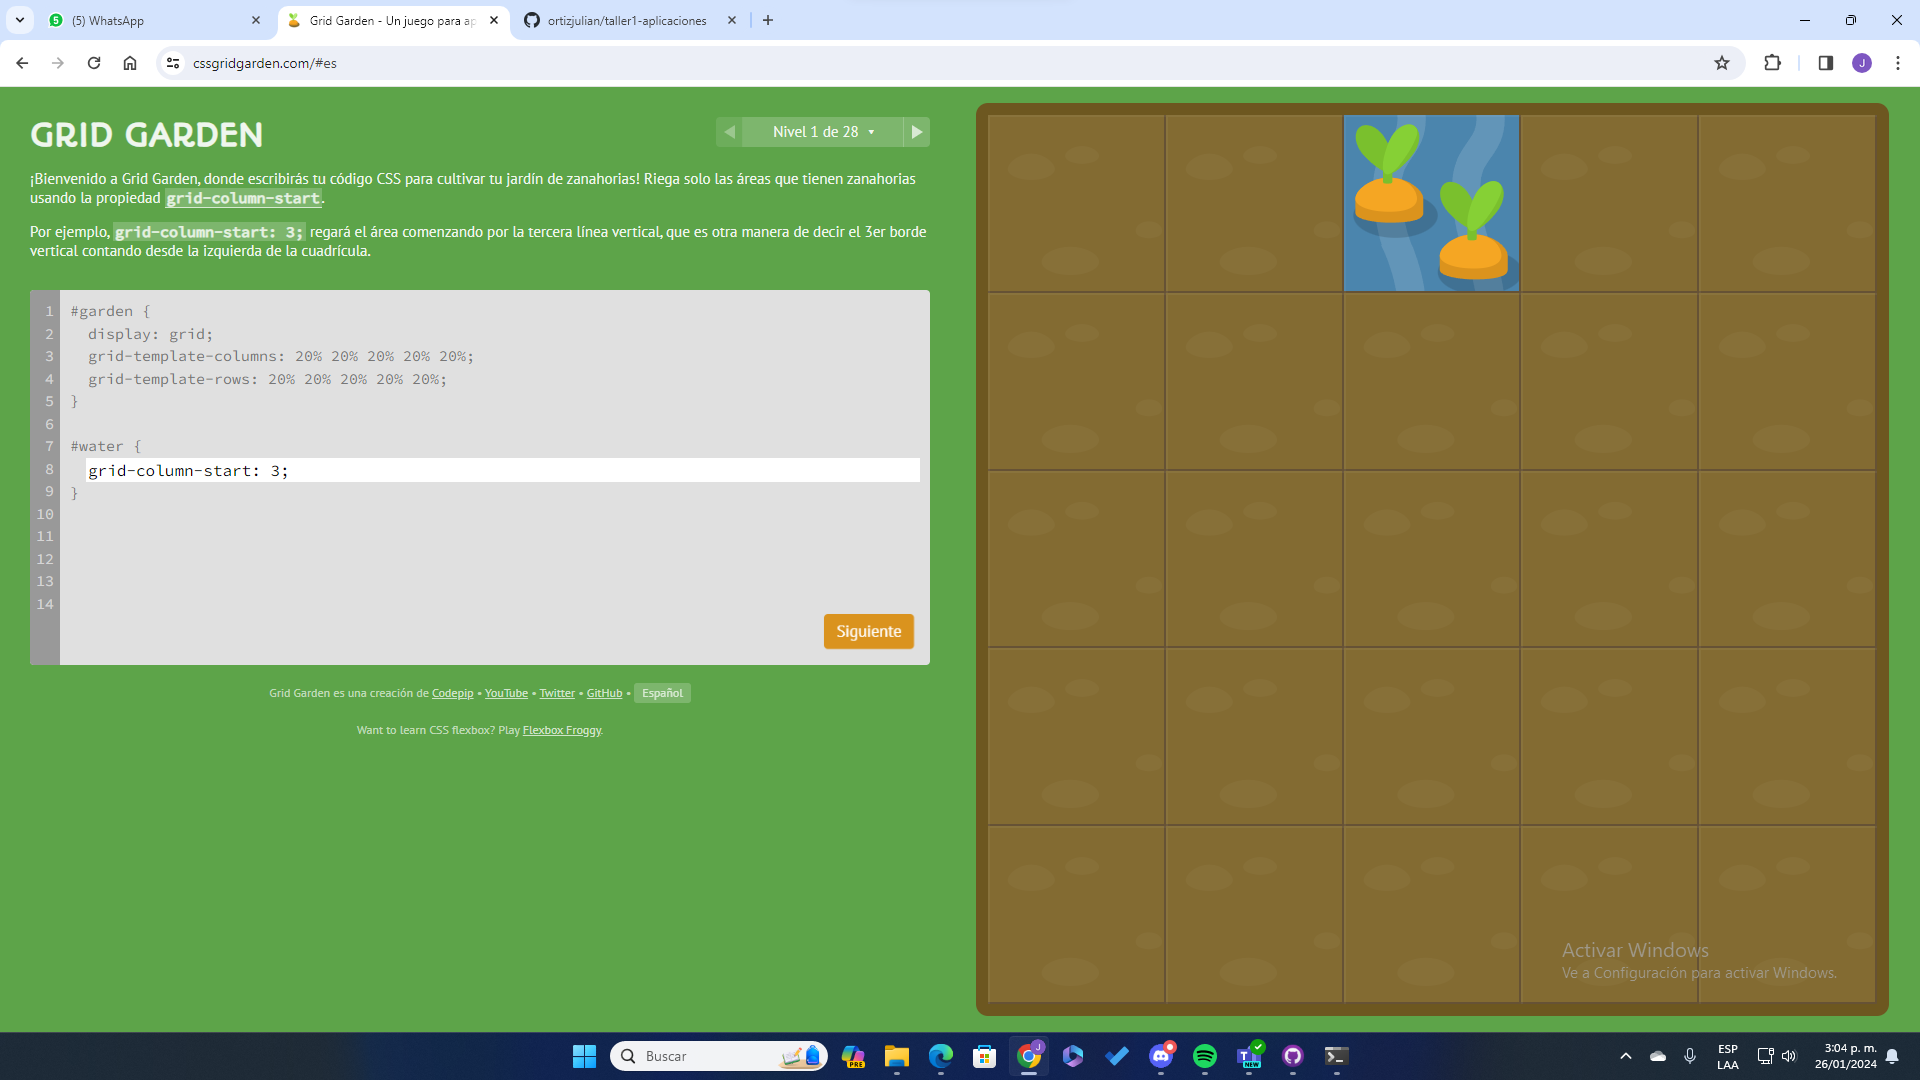 (5) WhatsApp
Grid Garden - Un juego para ap
ortizjulian/taller1-aplicaciones
cssgridgarden.com/#es
J
GRID GARDEN
Nivel 1 de 28
¡Bienvenido a Grid Garden, donde escribirás tu código CSS para cultivar tu jardín de zanahorias! Riega solo las áreas que tienen zanahorias
usando la propiedad grid-column-start.
Por ejemplo, grid-column-start: 3; regará el área comenzando por la tercera línea vertical, que es otra manera de decir el 3er borde
vertical contando desde la izquierda de la cuadrícula.
1 #garden {
2 display: grid;
3 grid-template-columns: 20% 20% 20% 20% 20%;
4 grid-template-rows: 20% 20% 20% 20% 20%;
5 }
6
7 #water {
8 grid-column-start: 3;
9 }
10
11
12
13
14
Siguiente
Grid Garden es una creación de Codepip • YouTube • Twitter • GitHub • Español
Want to learn CSS flexbox? Play Flexbox Froggy.
Activar Windows
Ve a Configuración para activar Windows.
Buscar
PRE
J
NEW
ESP
LAA
3:04 p. m.
26/01/2024